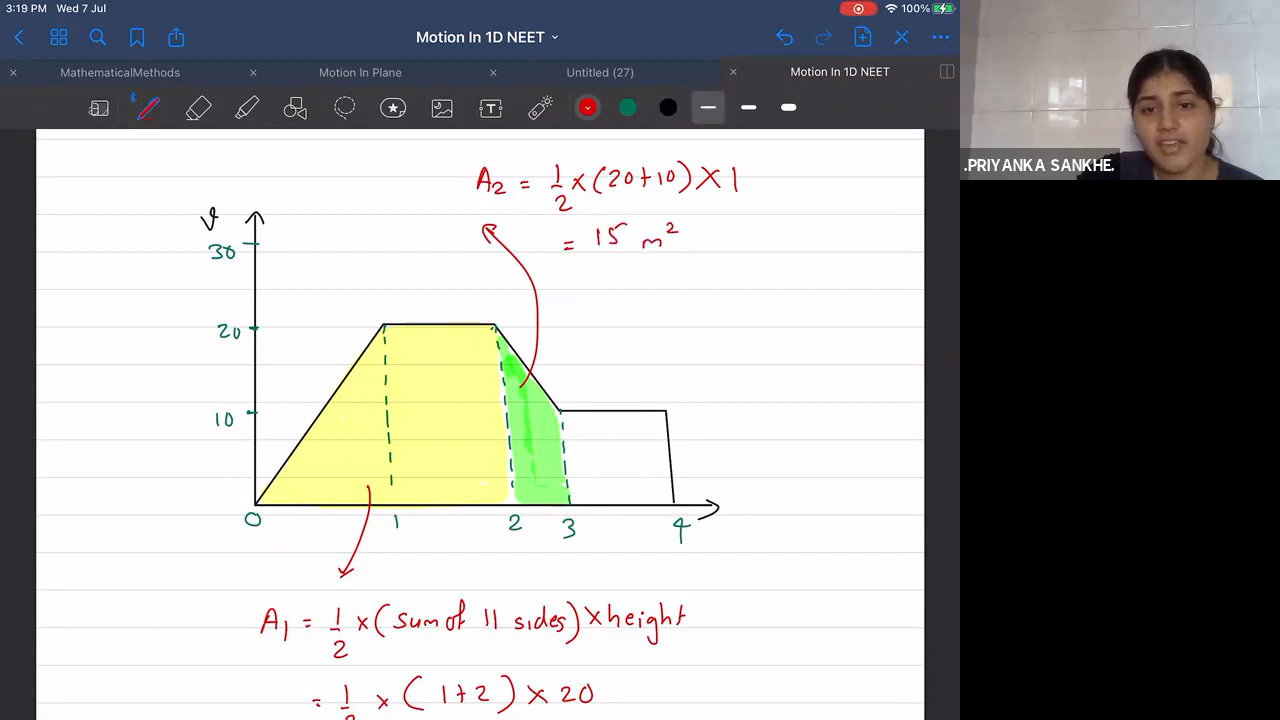 3:19 PM Wed 7 Jul
100%
Motion In 1D NEET
MathematicalMethods
Motion In Plane
Untitled (27)
Motion In 1D NEET
T
.PRIYANKA SANKHE.
A2 = 1/2 × (20+10) × 1
= 15 m²
v
30
20
10
0 1 2 3 4
A1 = 1/2 × (sum of 11 sides) × height
= 1/2 × (1+2) × 20